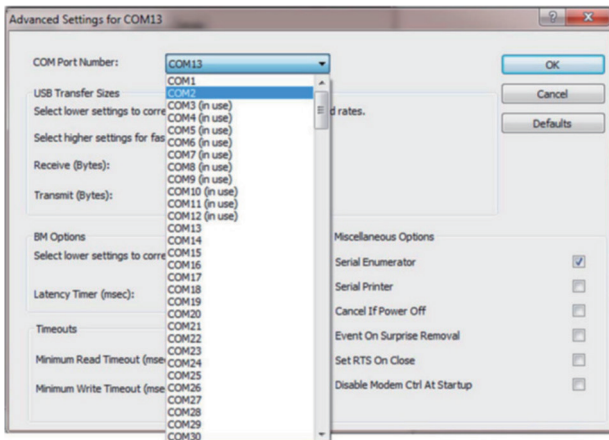 Advanced Settings for COM13
COM Port Number:
COM13
OK
Cancel
Defaults
COM1
COM2
COM3 (in use)
COM4 (in use)
COM5 (in use)
COM6 (in use)
COM7 (in use)
COM8 (in use)
COM9 (in use)
COM10 (in use)
COM11 (in use)
COM12 (in use)
COM13
COM14
COM15
COM16
COM17
COM18
COM19
COM20
COM21
COM22
COM23
COM24
COM25
COM26
COM27
COM28
COM29
COM30
USB Transfer Sizes
Select lower settings to corre
d rates.
Select higher settings for fas
Receive (Bytes):
Transmit (Bytes):
BM Options
Select lower settings to corre
Latency Timer (msec):
Timeouts
Minimum Read Timeout (mse
Minimum Write Timeout (mse
Miscellaneous Options
Serial Enumerator
Serial Printer
Cancel If Power Off
Event On Surprise Removal
Set RTS On Close
Disable Modem Ctrl At Startup